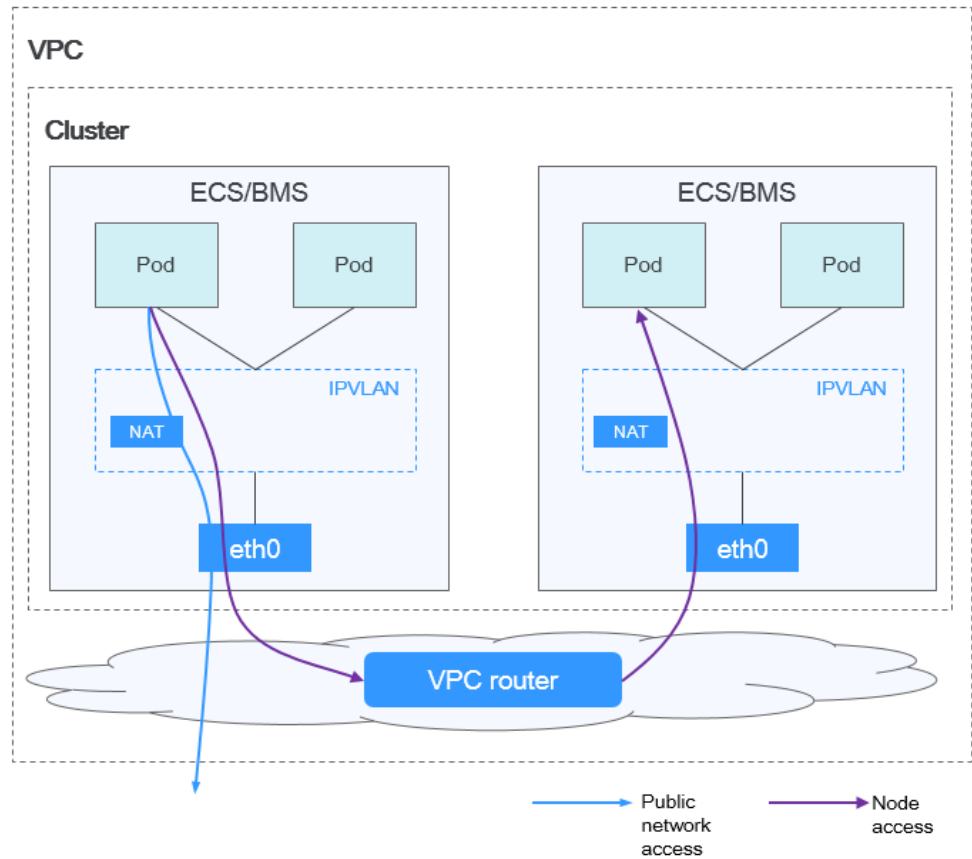 VPC
Cluster
ECS/BMS
ECS/BMS
Pod
Pod
Pod
Pod
IPVLAN
IPVLAN
NAT
NAT
eth0
eth0
VPC router
Public
network
access
Node
access